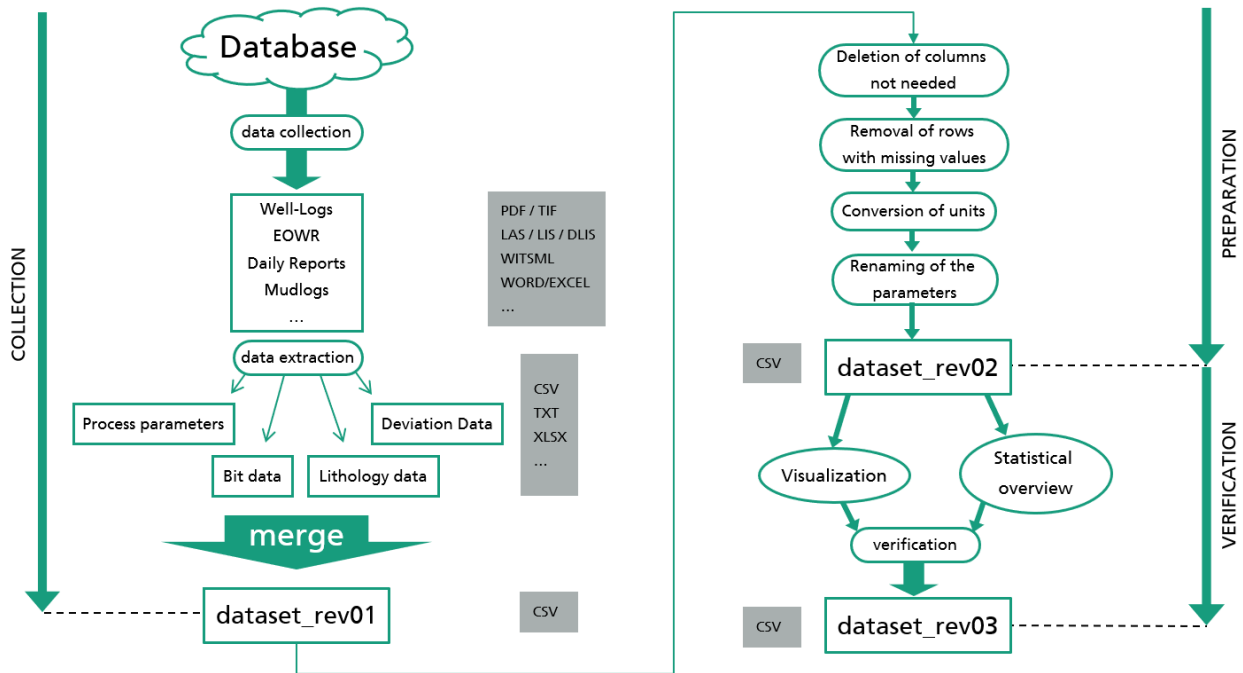 Database
data collection
Well-Logs
EOWR
Daily Reports
Mudlogs
...
PDF / TIF
LAS / LIS / DLIS
WITSML
WORD/EXCEL
...
COLLECTION
data extraction
Process parameters
Deviation Data
Bit data
Lithology data
CSV
TXT
XLSX
...
merge
dataset_rev01
CSV
Deletion of columns
not needed
Removal of rows
with missing values
Conversion of units
Renaming of the
parameters
PREPARATION
CSV
dataset_rev02
Visualization
Statistical
overview
verification
VERIFICATION
CSV
dataset_rev03